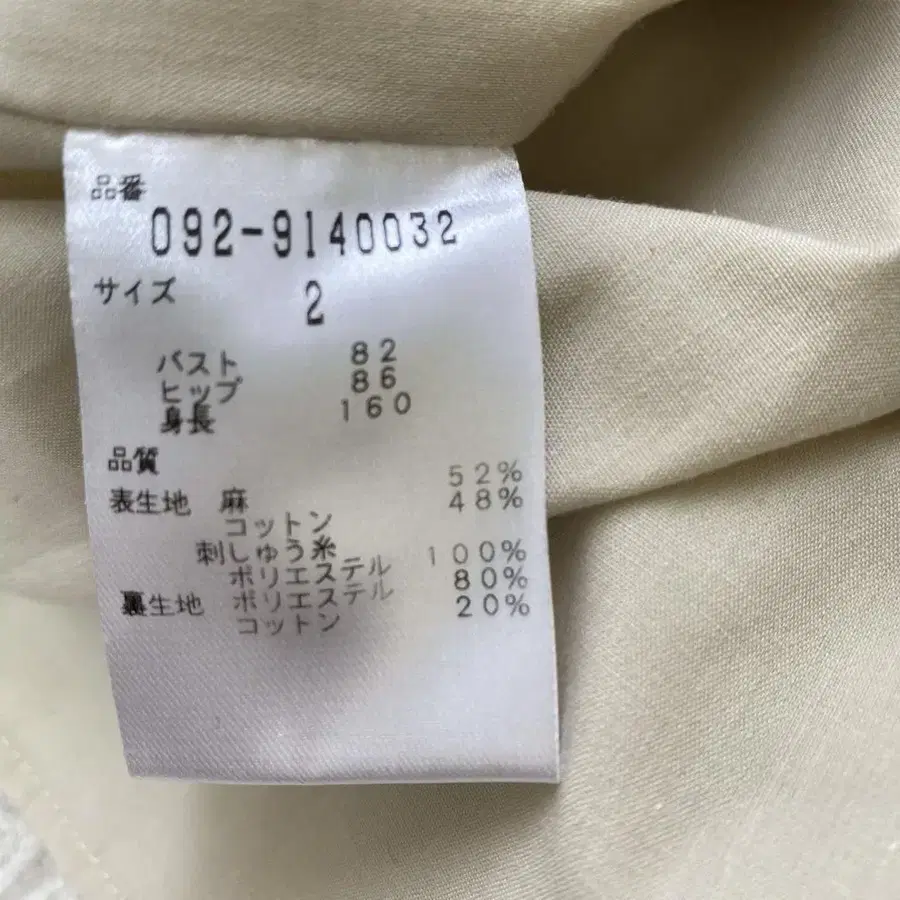 品番
092-9140032
サイズ 2
バスト 82
ヒップ 86
身長 160
品質
表生地 麻 52%
コットン 48%
刺しゅう糸
ポリエステル 100%
裏生地 ポリエステル 80%
コットン 20%